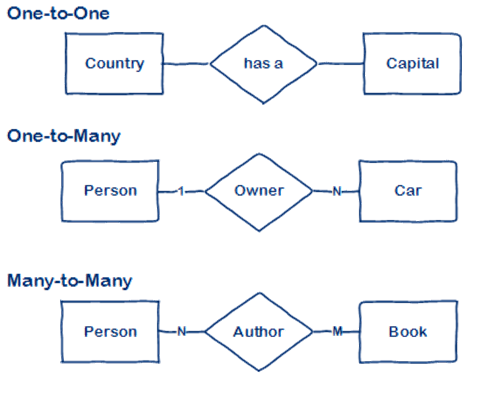 One-to-One
Country has a Capital
One-to-Many
Person 1 Owner N Car
Many-to-Many
Person N Author M Book